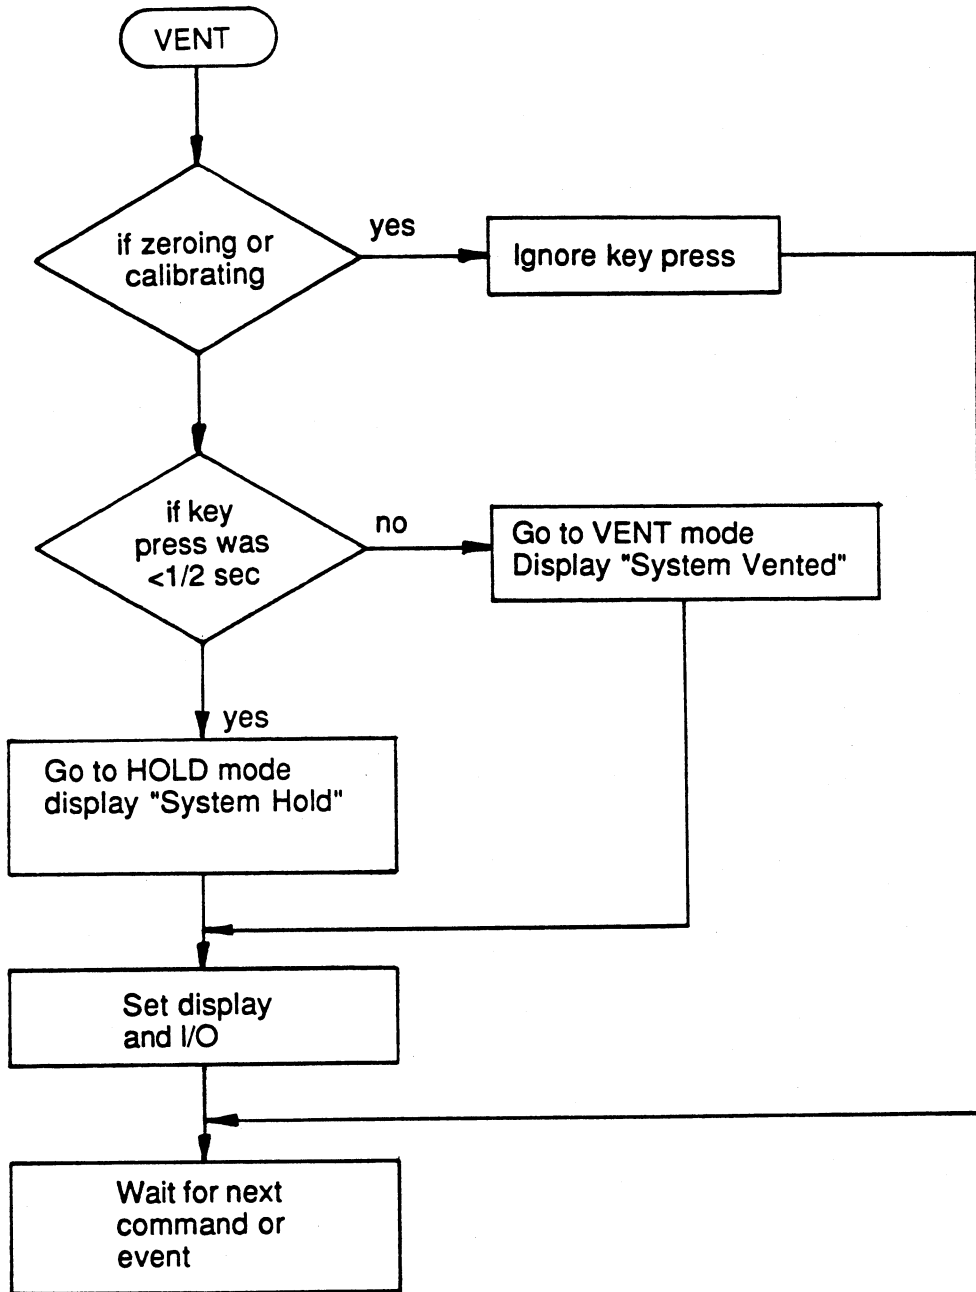 VENT
if zeroing or
calibrating
yes
Ignore key press
if key
press was
<1/2 sec
no
Go to VENT mode
Display "System Vented"
yes
Go to HOLD mode
display "System Hold"
Set display
and I/O
Wait for next
command or
event